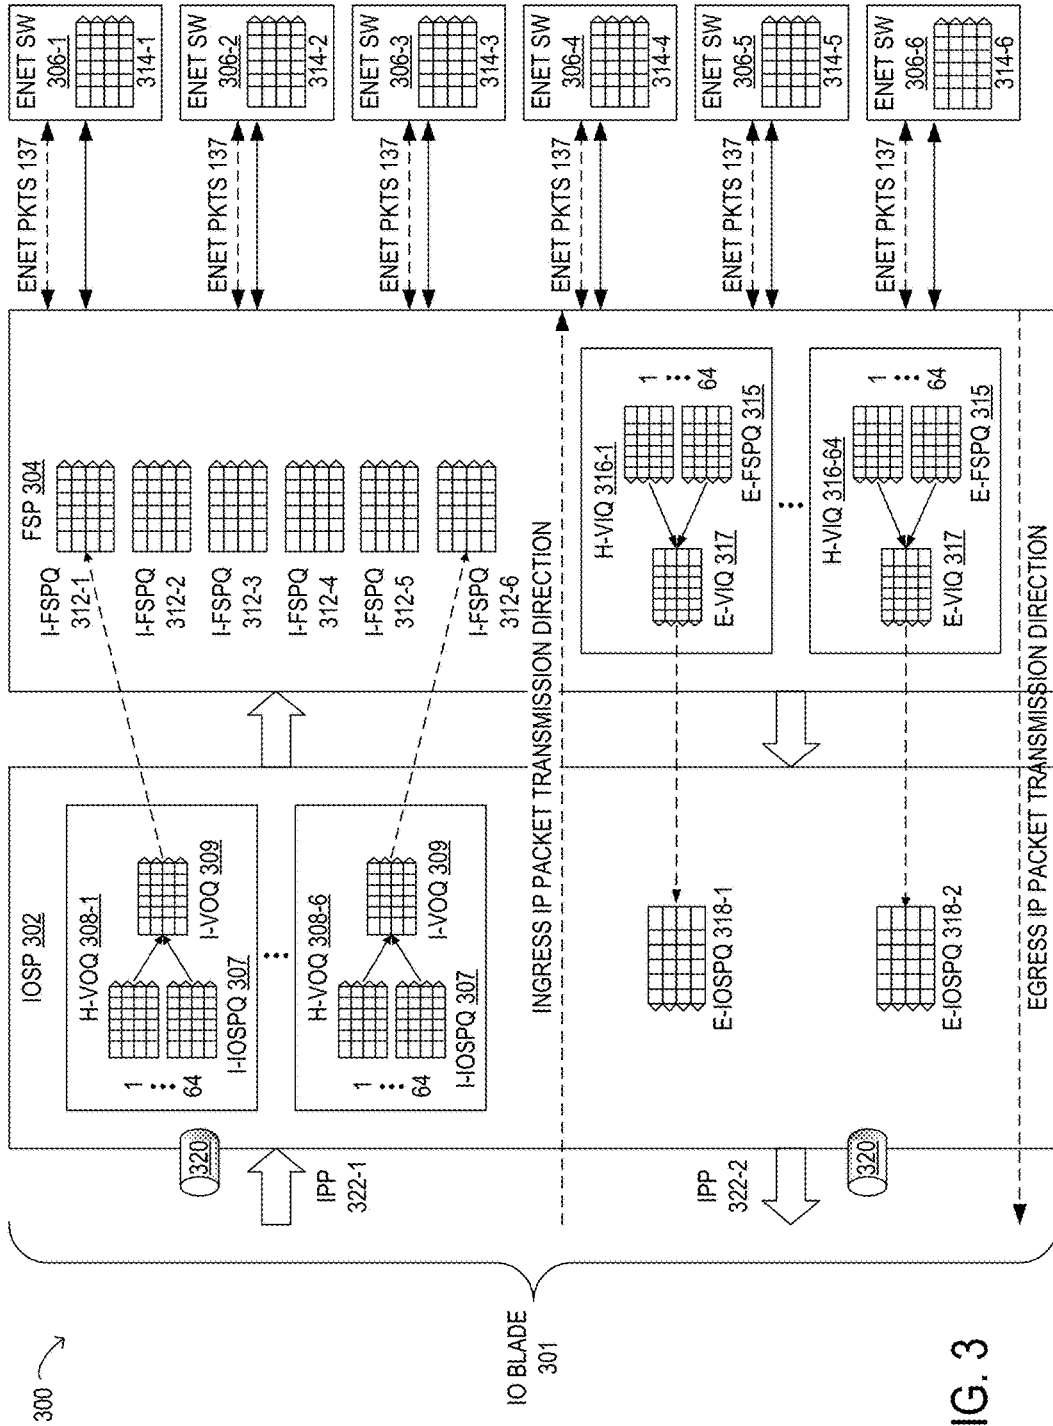 300
IO BLADE
301
IOSP 302
H-VOQ 308-1
1
64
I-IOSPQ 307
I-VOQ 309
H-VOQ 308-6
1
64
I-IOSPQ 307
I-VOQ 309
320
IPP
322-1
FSP 304
I-FSPQ
312-1
I-FSPQ
312-2
I-FSPQ
312-3
I-FSPQ
312-4
I-FSPQ
312-5
I-FSPQ
312-6
INGRESS IP PACKET TRANSMISSION DIRECTION
IPP
322-2
320
E-IOSPQ 318-1
E-IOSPQ 318-2
H-VIQ 316-1
1
64
E-VIQ 317
E-FSPQ 315
H-VIQ 316-64
1
64
E-VIQ 317
E-FSPQ 315
EGRESS IP PACKET TRANSMISSION DIRECTION
ENET PKTS 137
ENET SW
306-1
314-1
ENET PKTS 137
ENET SW
306-2
314-2
ENET PKTS 137
ENET SW
306-3
314-3
ENET PKTS 137
ENET SW
306-4
314-4
ENET PKTS 137
ENET SW
306-5
314-5
ENET PKTS 137
ENET SW
306-6
314-6
IG. 3